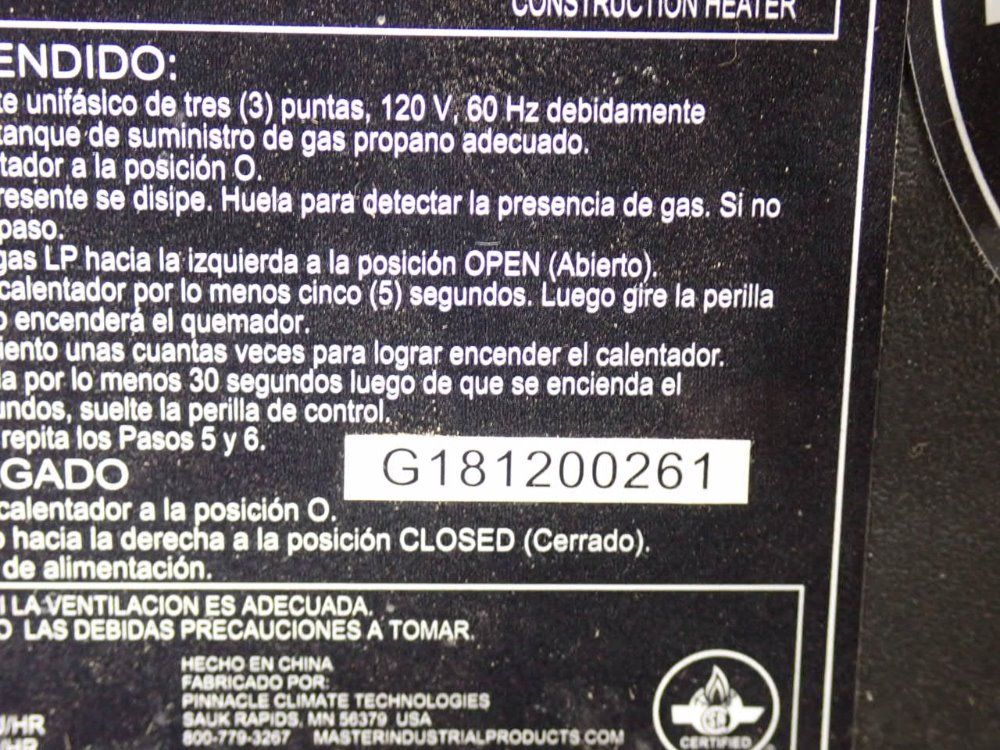 CONSTRUCTION HEATER
ENDIDO:
te unifásico de tres (3) puntas, 120 V, 60 Hz debidamente
tanque de suministro de gas propano adecuado.
tador a la posición O.
resente se disipe. Huela para detectar la presencia de gas. Si no
paso.
gas LP hacia la izquierda a la posición OPEN (Abierto).
calentador por lo menos cinco (5) segundos. Luego gire la perilla
o encenderá el quemador.
iento unas cuantas veces para lograr encender el calentador.
la por lo menos 30 segundos luego de que se encienda el
undos, suelte la perilla de control.
repita los Pasos 5 y 6.
G181200261
GADO
calentador a la posición O.
o hacia la derecha a la posición CLOSED (Cerrado).
de alimentación.
I LA VENTILACION ES ADECUADA.
O LAS DEBIDAS PRECAUCIONES A TOMAR.
HECHO EN CHINA
FABRICADO POR:
PINNACLE CLIMATE TECHNOLOGIES
SAUK RAPIDS, MN 56379 USA
800-779-3267 MASTERINDUSTRIALPRODUCTS.COM
U/HR
CERTIFIED